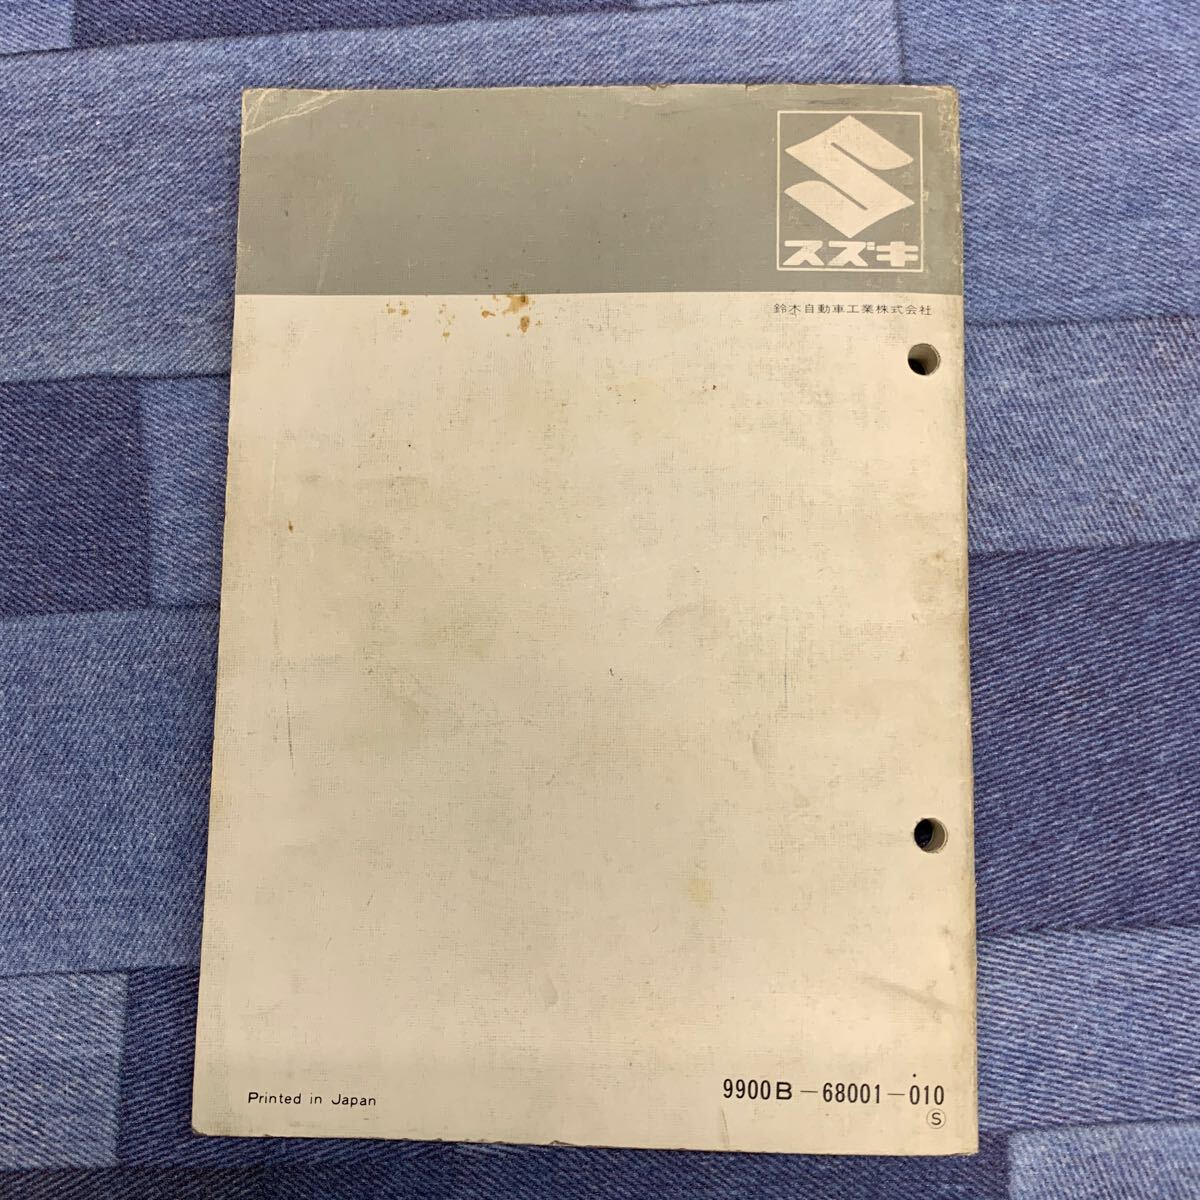 スズキ
鈴木自動車工業株式会社
Printed in Japan
9900B-68001-010
Ⓢ